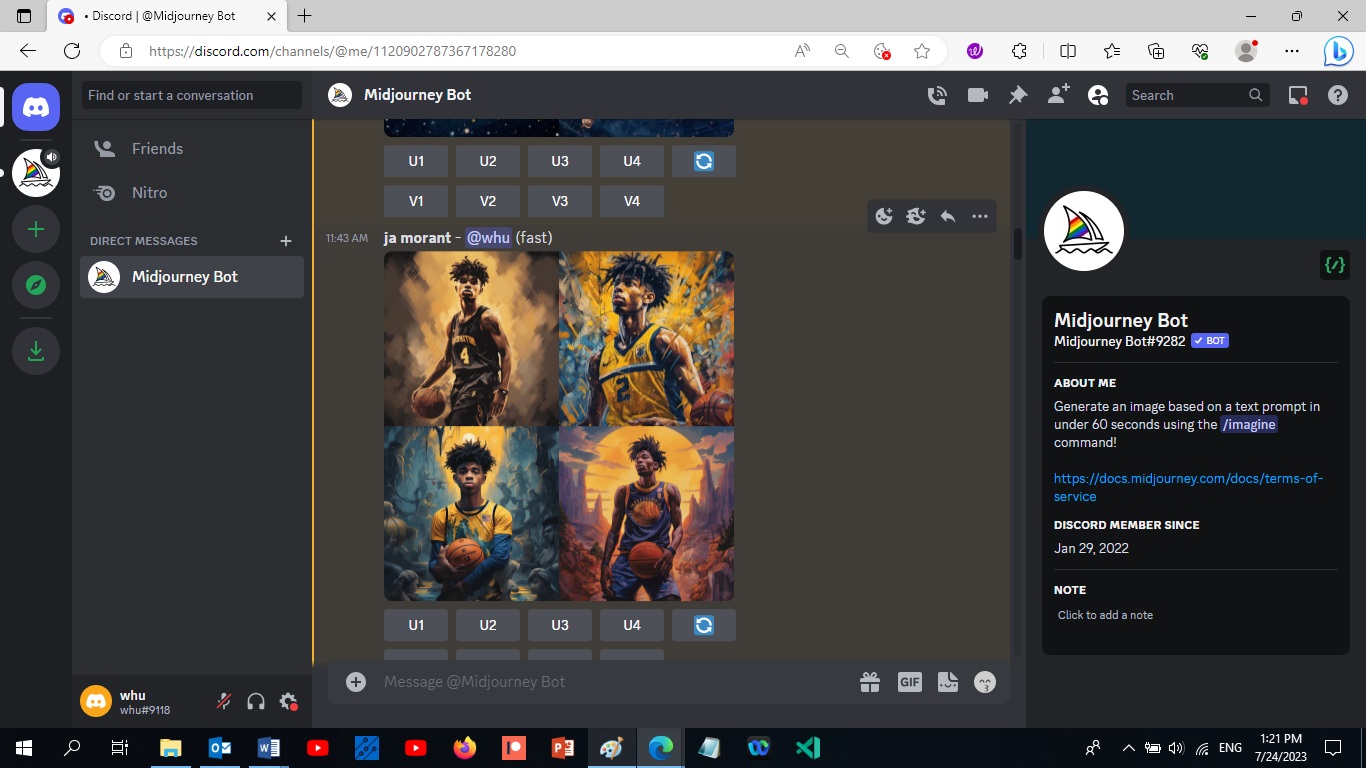 • Discord | @Midjourney Bot
https://discord.com/channels/@me/1120902787367178280
Find or start a conversation
Friends
Nitro
DIRECT MESSAGES
Midjourney Bot
whu
whu#9118
Midjourney Bot
Search
U1 U2 U3 U4
V1 V2 V3 V4
11:43 AM ja morant - @whu (fast)
4
2
U1 U2 U3 U4
Message @Midjourney Bot
GIF
Midjourney Bot
Midjourney Bot#9282 ✓ BOT
ABOUT ME
Generate an image based on a text prompt in
under 60 seconds using the /imagine
command!
https://docs.midjourney.com/docs/terms-of-
service
DISCORD MEMBER SINCE
Jan 29, 2022
NOTE
Click to add a note
ENG
1:21 PM
7/24/2023